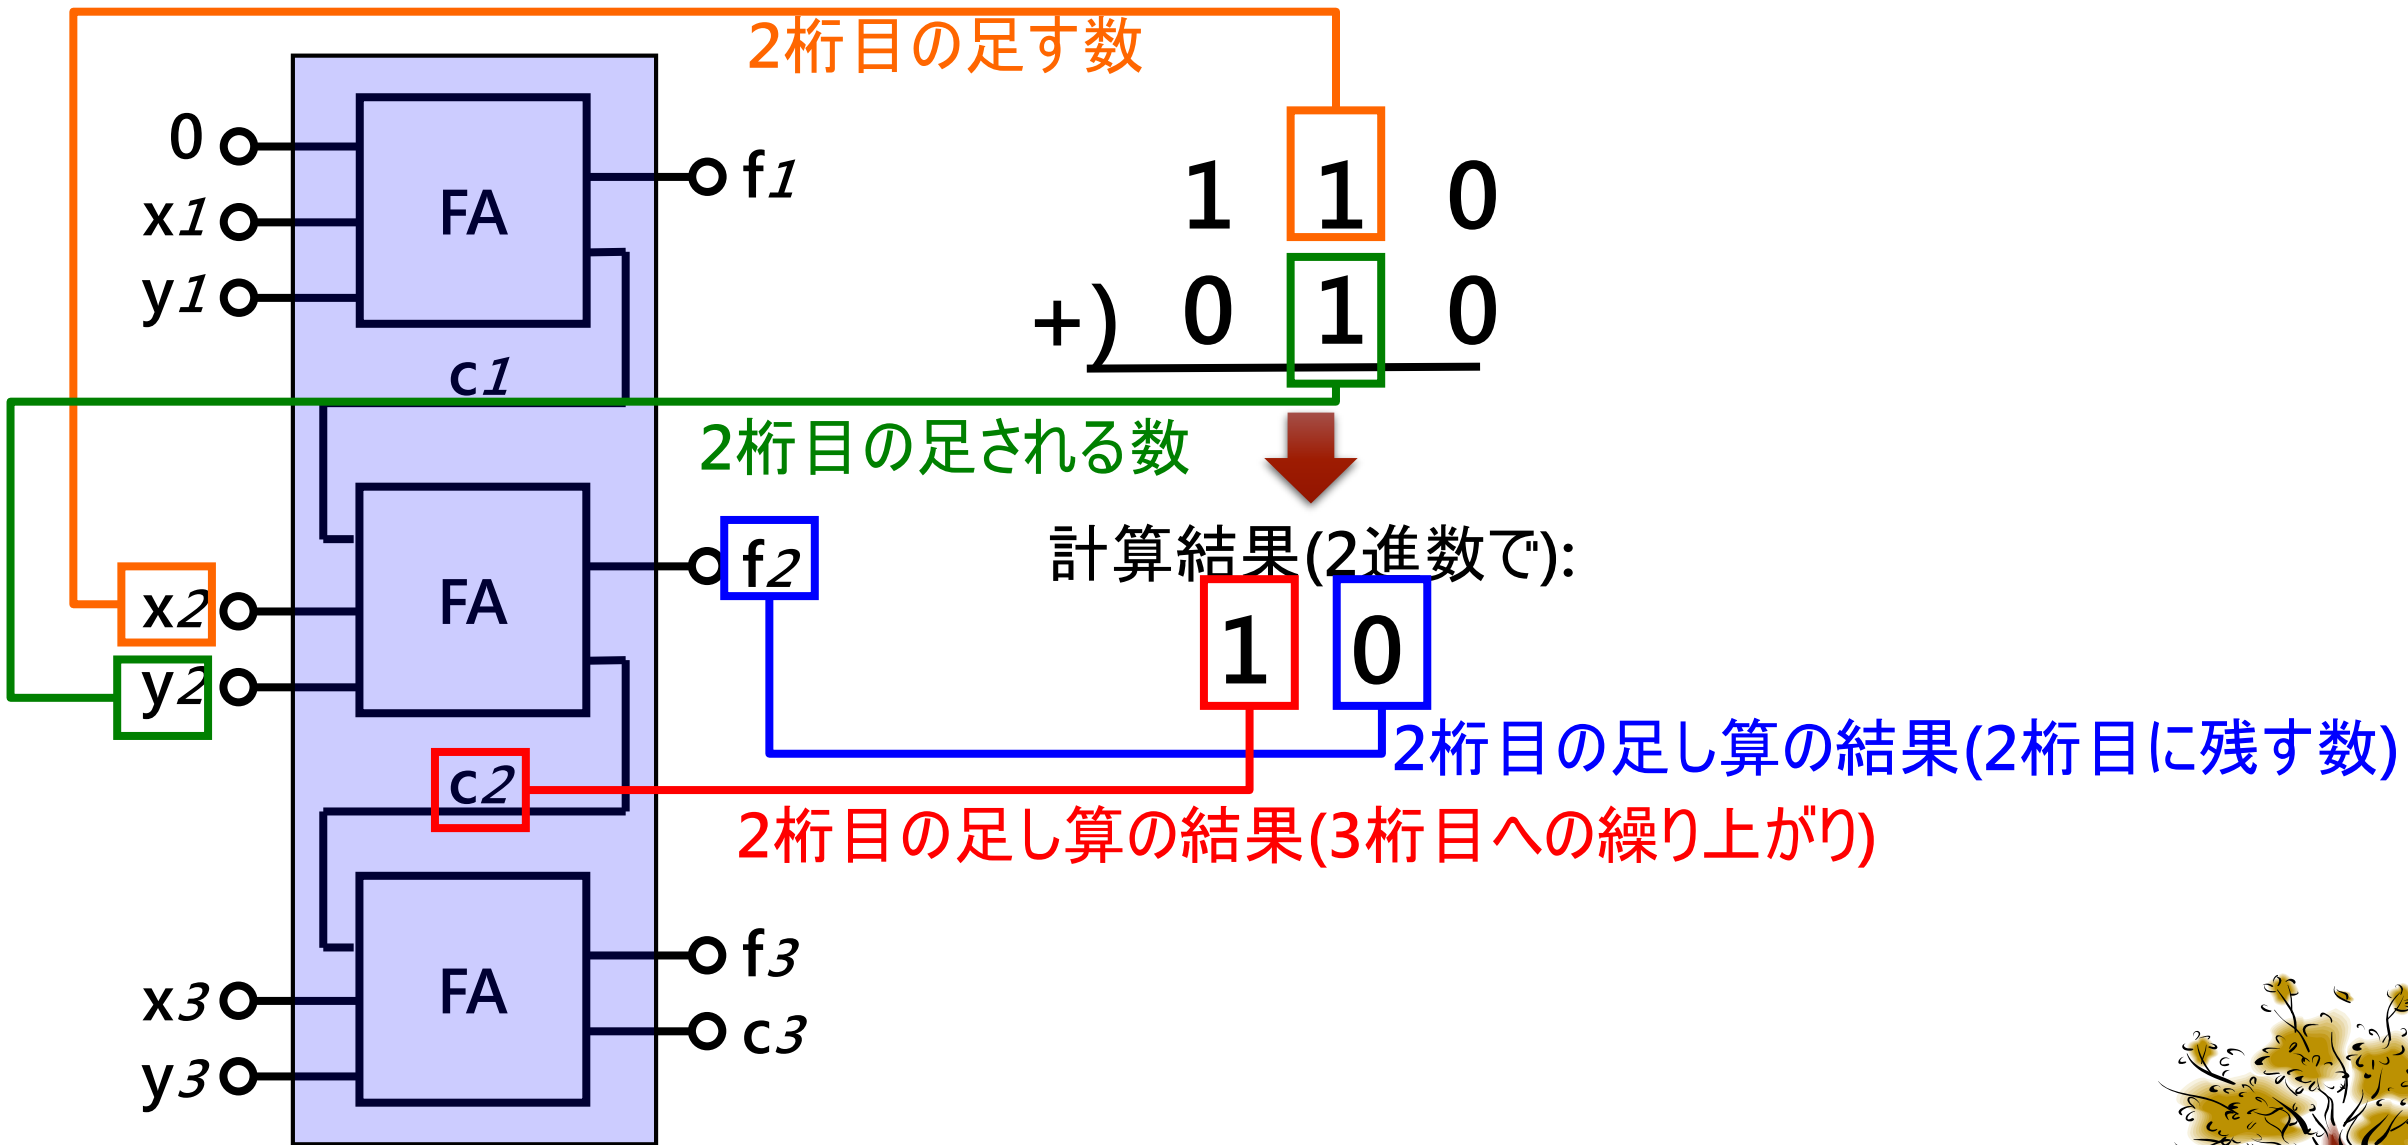 2桁目の足す数
0
x1
y1
FA
f1
c1
1 1 0
+) 0 1 0
2桁目の足される数
計算結果(2進数で):
1 0
x2
y2
FA
f2
2桁目の足し算の結果(2桁目に残す数)
c2
2桁目の足し算の結果(3桁目への繰り上がり)
x3
y3
FA
f3
c3